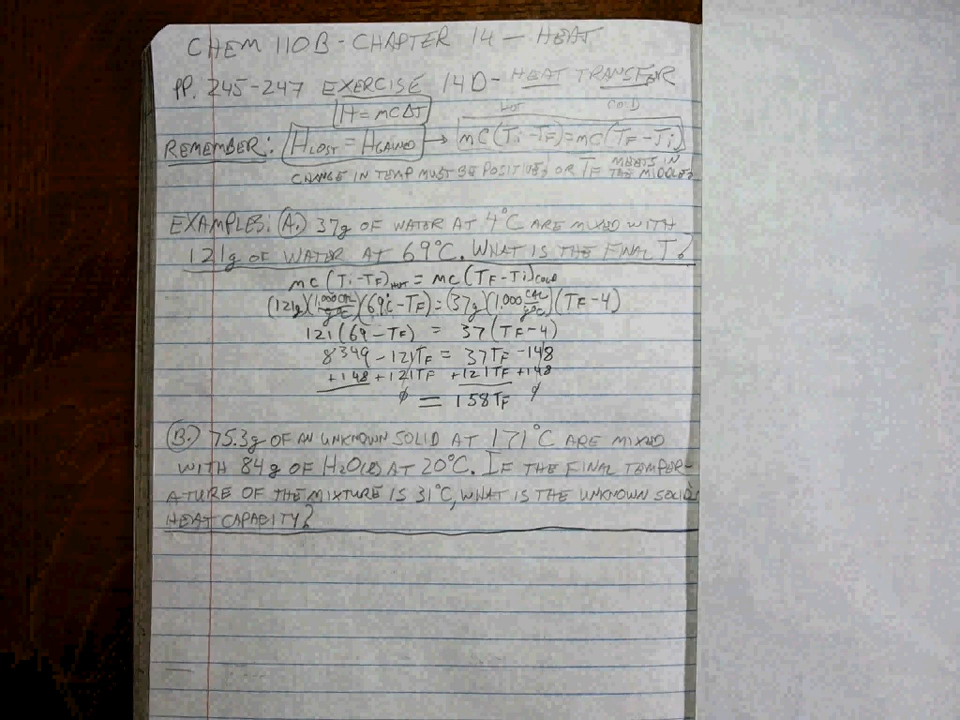 CHEM 110B - CHAPTER 14 - HEAT
PP. 245-247 EXERCISE 14D - HEAT TRANSFER
H = mCΔT HOT COLD
REMEMBER: H LOST = H GAINED → mC(Ti - TF) = mC(TF - Ti)
CHANGE IN TEMP MUST BE POSITIVE, OR TF MEETS IN THE MIDDLE
EXAMPLES: (A.) 37g OF WATER AT 4°C ARE MIXED WITH
121g OF WATER AT 69°C. WHAT IS THE FINAL T?
mC(Ti - TF)HOT = mC(TF - Ti)COLD
(121g)(1.000 CAL/g°C)(69°C - TF) = (37g)(1.000 CAL/g°C)(TF - 4)
121(69 - TF) = 37(TF - 4)
8349 - 121TF = 37TF - 148
+148 + 121TF +121TF +148
∅ = 158TF ∅
(B.) 75.3g OF AN UNKNOWN SOLID AT 171°C ARE MIXED
WITH 84g OF H2O(l) AT 20°C. IF THE FINAL TEMPER-
ATURE OF THE MIXTURE IS 31°C, WHAT IS THE UNKNOWN SOLIDS
HEAT CAPACITY?